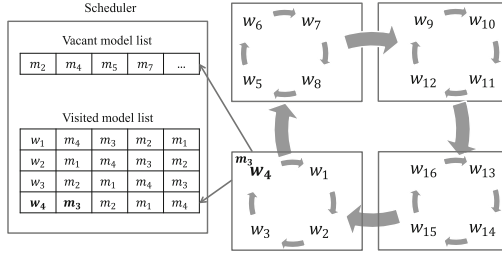 Scheduler
Vacant model list
m₂ m₄ m₅ m₇ ...
Visited model list
w₁ m₄ m₃ m₂ m₁
w₂ m₁ m₄ m₃ m₂
w₃ m₂ m₁ m₄ m₃
w₄ m₃ m₂ m₁ m₄
w₆ w₇
w₅ w₈
w₉ w₁₀
w₁₂ w₁₁
m₃
w₄ w₁
w₃ w₂
w₁₆ w₁₃
w₁₅ w₁₄